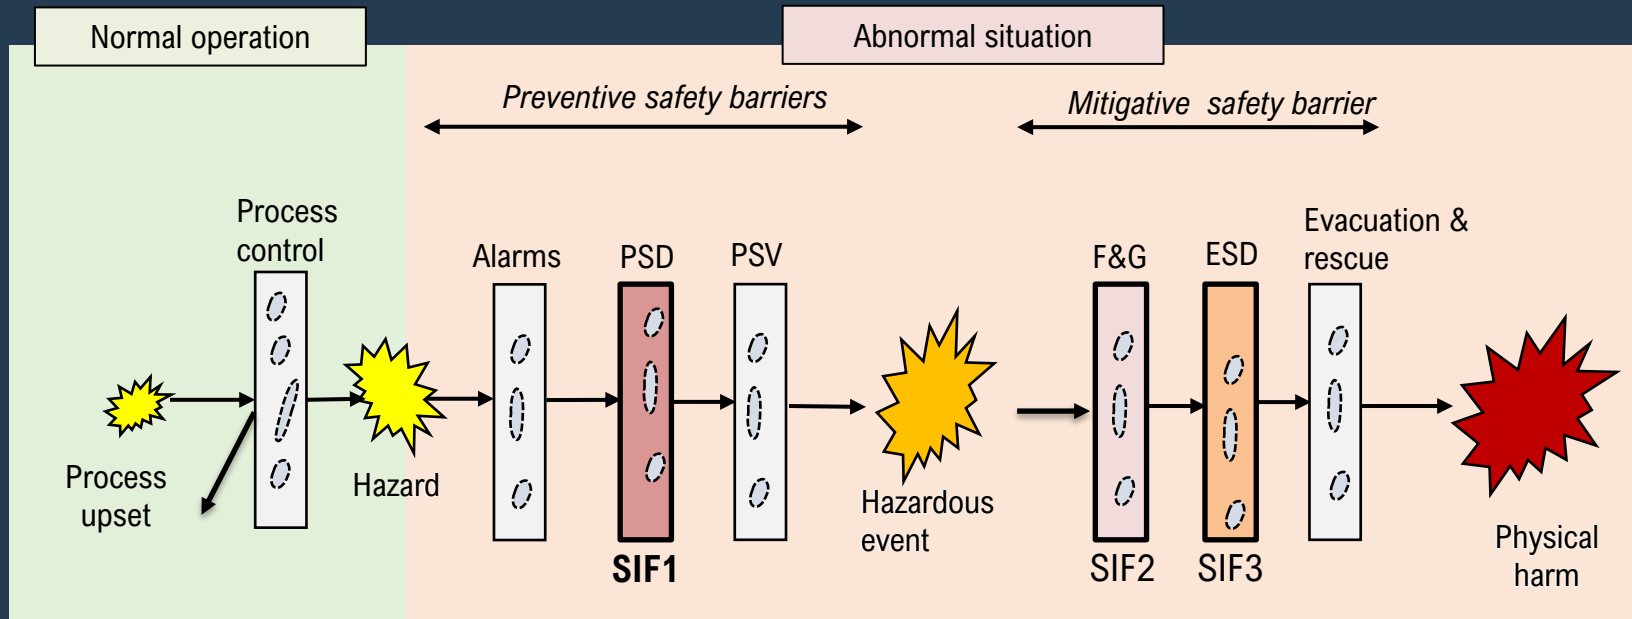 Normal operation
Abnormal situation
Preventive safety barriers
Mitigative safety barrier
Process
control
Alarms
PSD
PSV
F&G
ESD
Evacuation &
rescue
Process
upset
Hazard
Hazardous
event
Physical
harm
SIF1
SIF2
SIF3